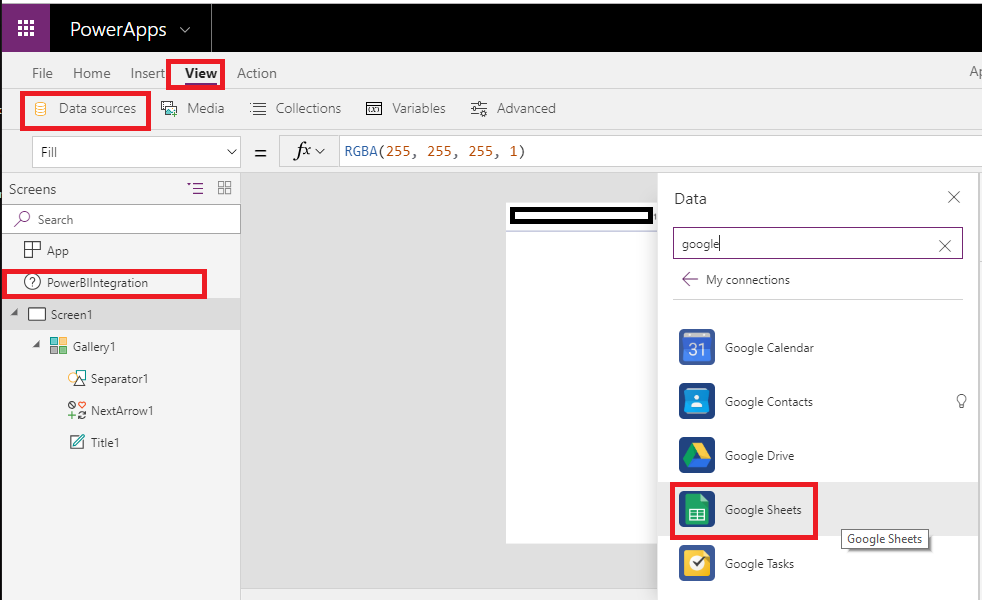 PowerApps
File Home Insert View Action Ap
Data sources Media Collections Variables Advanced
Fill = fx RGBA(255, 255, 255, 1)
Screens
Search
App
PowerBIIntegration
Screen1
Gallery1
Separator1
NextArrow1
Title1
Data
google
My connections
31 Google Calendar
Google Contacts
Google Drive
Google Sheets
Google Sheets
Google Tasks